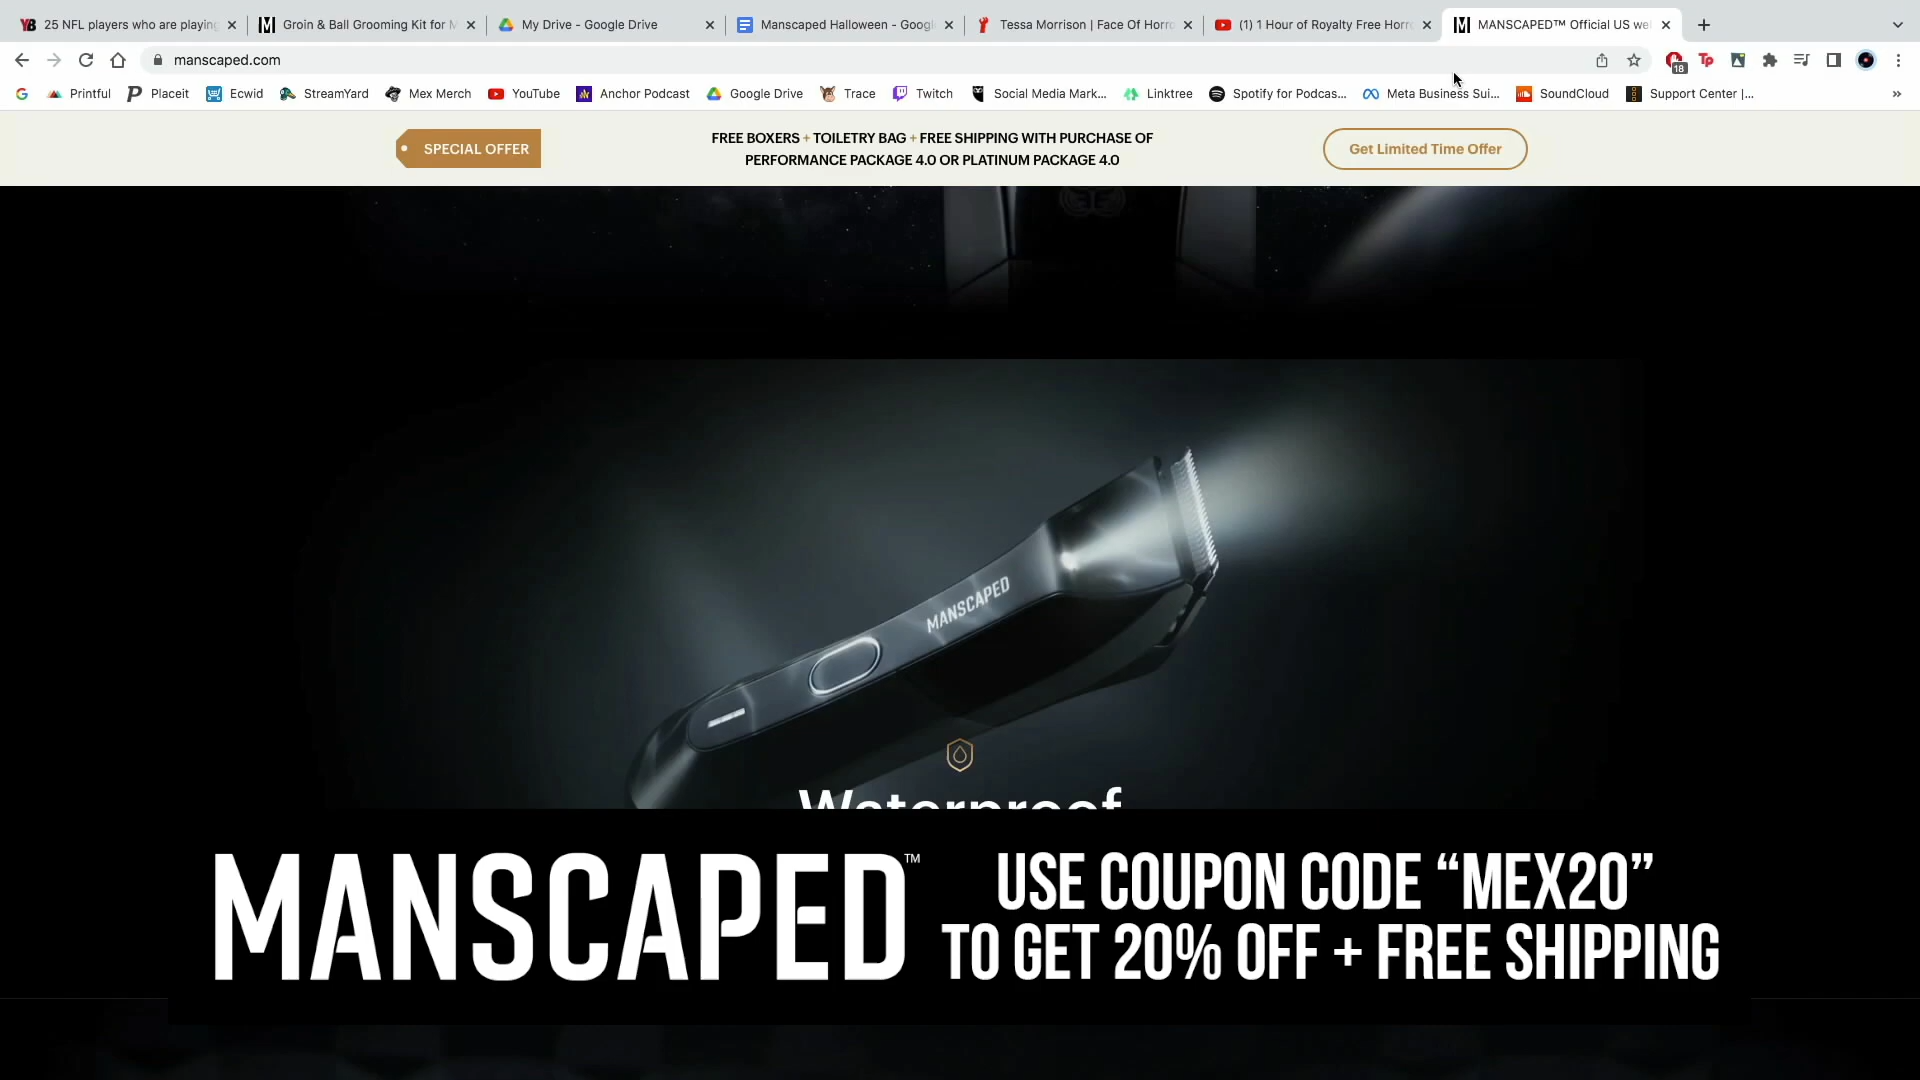 25 NFL players who are playing
Groin & Ball Grooming Kit for M
My Drive - Google Drive
Manscaped Halloween - Googl
Tessa Morrison | Face Of Horro
(1) 1 Hour of Royalty Free Horro
MANSCAPED™ Official US we
manscaped.com
18
Printful
Placeit
Ecwid
StreamYard
Mex Merch
YouTube
Anchor Podcast
Google Drive
Trace
Twitch
Social Media Mark...
Linktree
Spotify for Podcas...
Meta Business Sui...
SoundCloud
Support Center |...
SPECIAL OFFER
FREE BOXERS + TOILETRY BAG + FREE SHIPPING WITH PURCHASE OF
PERFORMANCE PACKAGE 4.0 OR PLATINUM PACKAGE 4.0
Get Limited Time Offer
MANSCAPED
Waterproof
MANSCAPED™
USE COUPON CODE “MEX20”
TO GET 20% OFF + FREE SHIPPING